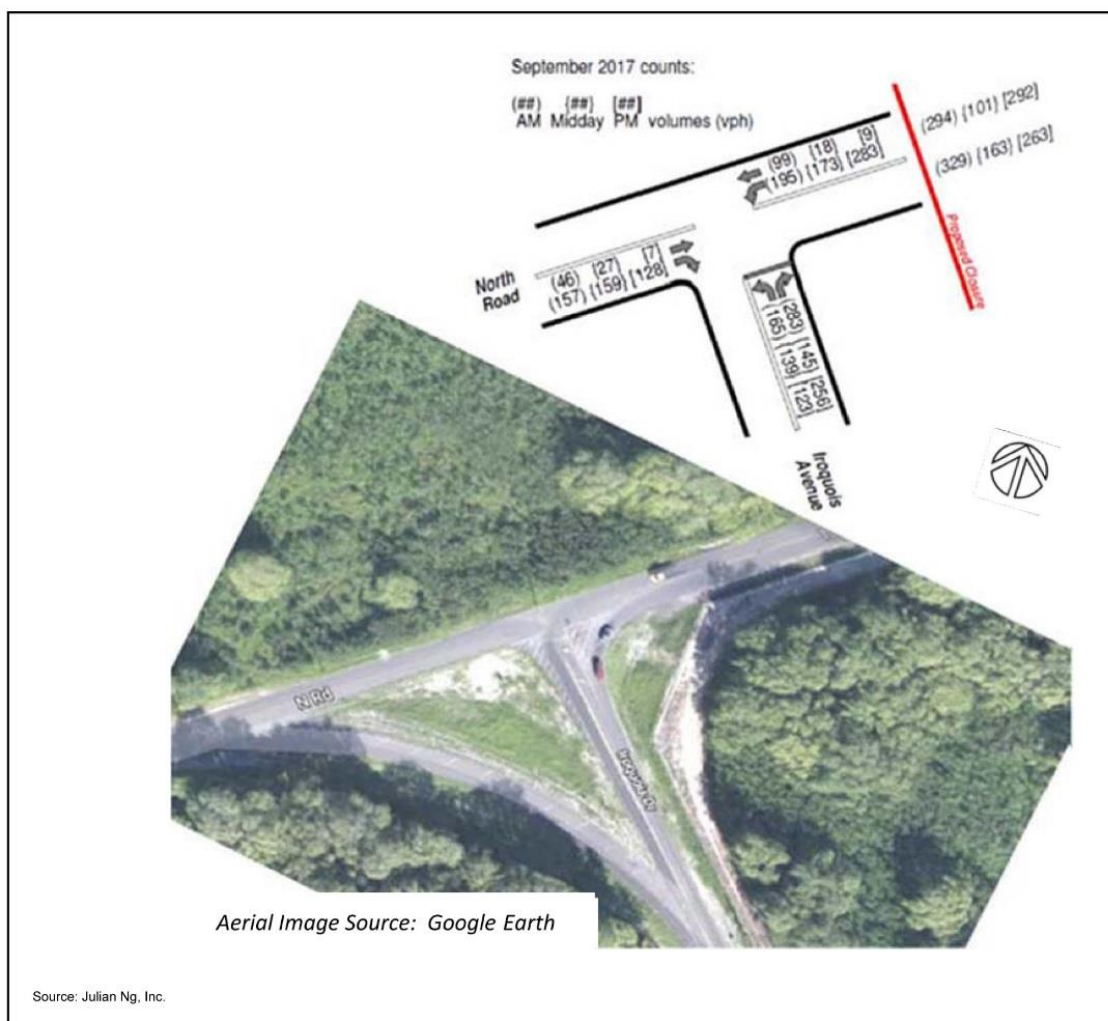 September 2017 counts:
(##) {##} [##]
AM Midday PM volumes (vph)
(294) {101} [292]
(329) {163} [263]
(99) {18} [9]
(195) {173} [283]
Proposed Closure
North
Road
(46) {27} [7]
(157) {159} [128]
(283) {145} [256]
(165) {139} [123]
Iroquois
Avenue
N Rd
Iroquois Dr
Aerial Image Source: Google Earth
Source: Julian Ng, Inc.